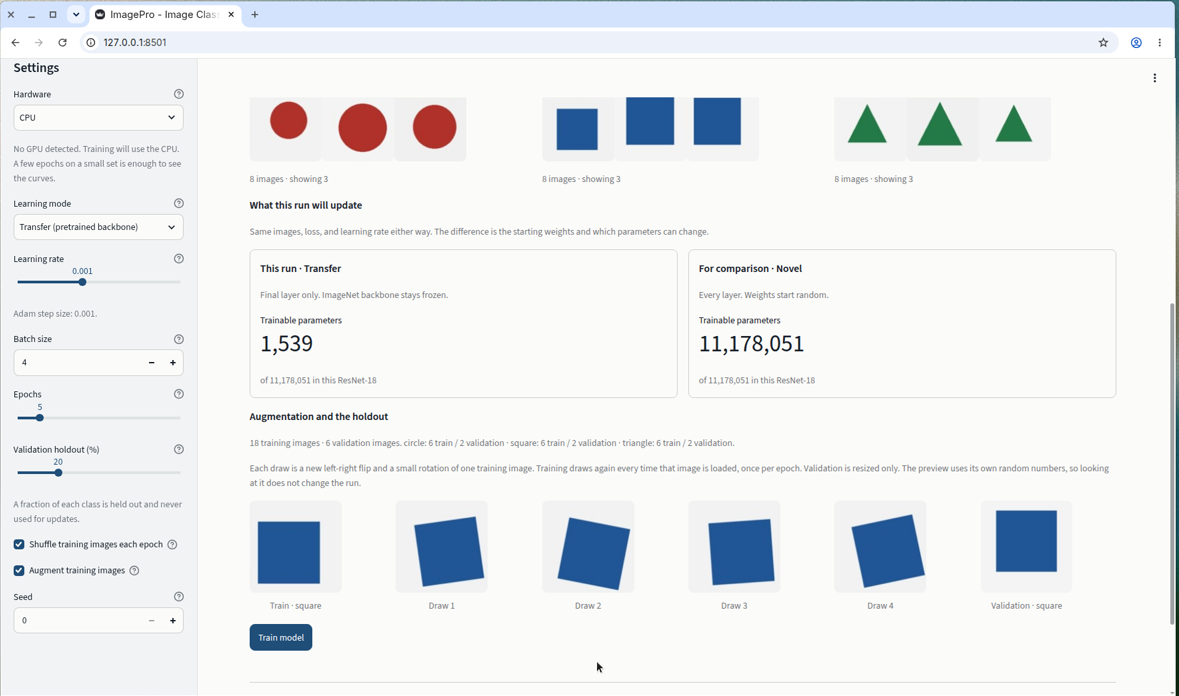 ImagePro - Image Clas
127.0.0.1:8501
Settings
Hardware
CPU
No GPU detected. Training will use the CPU.
A few epochs on a small set is enough to see
the curves.
Learning mode
Transfer (pretrained backbone)
Learning rate
0.001
Adam step size: 0.001.
Batch size
4
Epochs
5
Validation holdout (%)
20
A fraction of each class is held out and never
used for updates.
Shuffle training images each epoch
Augment training images
Seed
0
8 images · showing 3
8 images · showing 3
8 images · showing 3
What this run will update
Same images, loss, and learning rate either way. The difference is the starting weights and which parameters can change.
This run · Transfer
Final layer only. ImageNet backbone stays frozen.
Trainable parameters
1,539
of 11,178,051 in this ResNet-18
For comparison · Novel
Every layer. Weights start random.
Trainable parameters
11,178,051
of 11,178,051 in this ResNet-18
Augmentation and the holdout
18 training images · 6 validation images. circle: 6 train / 2 validation · square: 6 train / 2 validation · triangle: 6 train / 2 validation.
Each draw is a new left-right flip and a small rotation of one training image. Training draws again every time that image is loaded, once per epoch. Validation is resized only. The preview uses its own random numbers, so looking
at it does not change the run.
Train · square
Draw 1
Draw 2
Draw 3
Draw 4
Validation · square
Train model